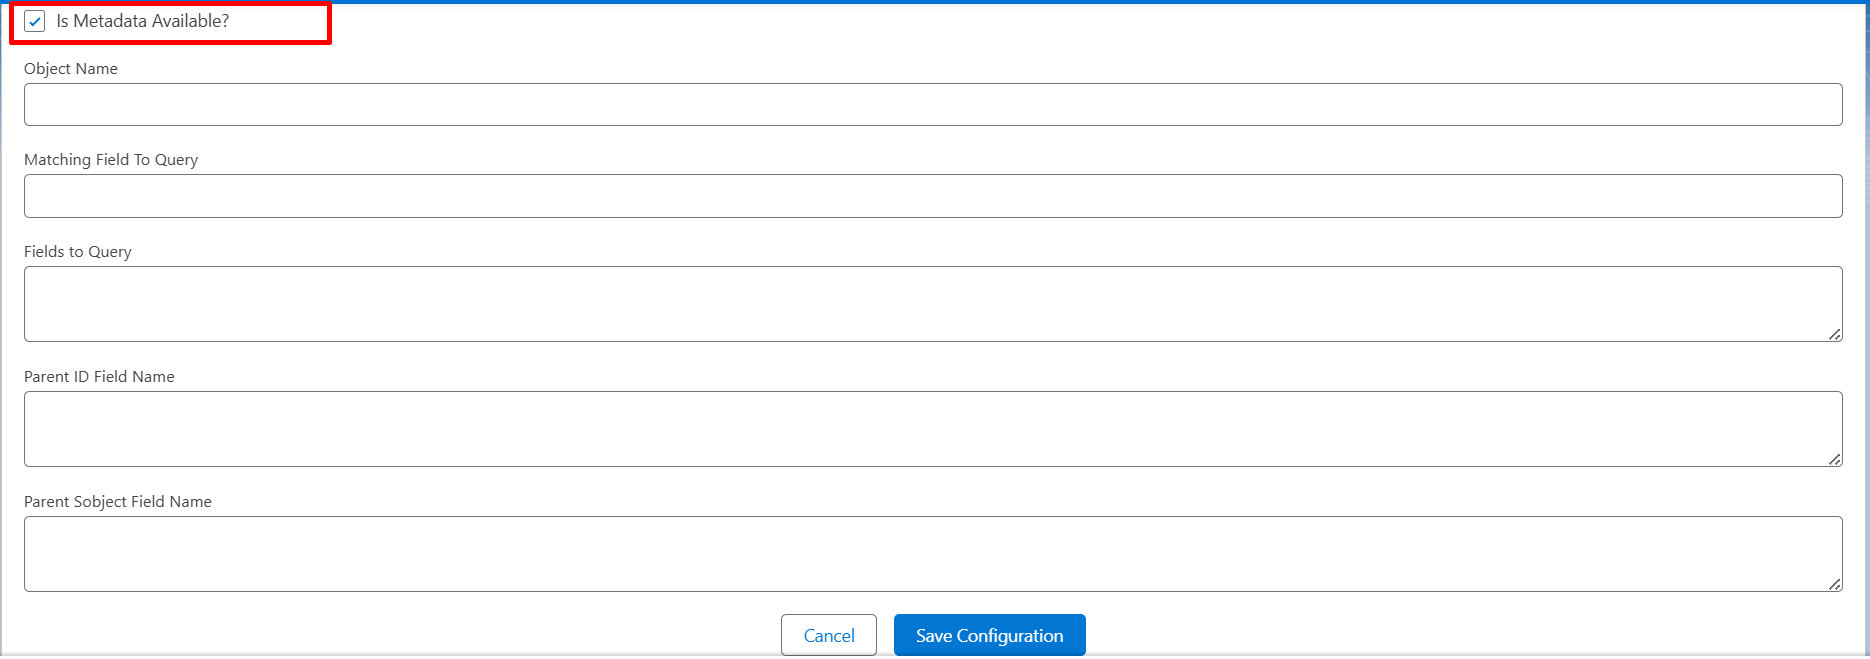 Is Metadata Available?
Object Name
Matching Field To Query
Fields to Query
Parent ID Field Name
Parent Sobject Field Name
Cancel
Save Configuration